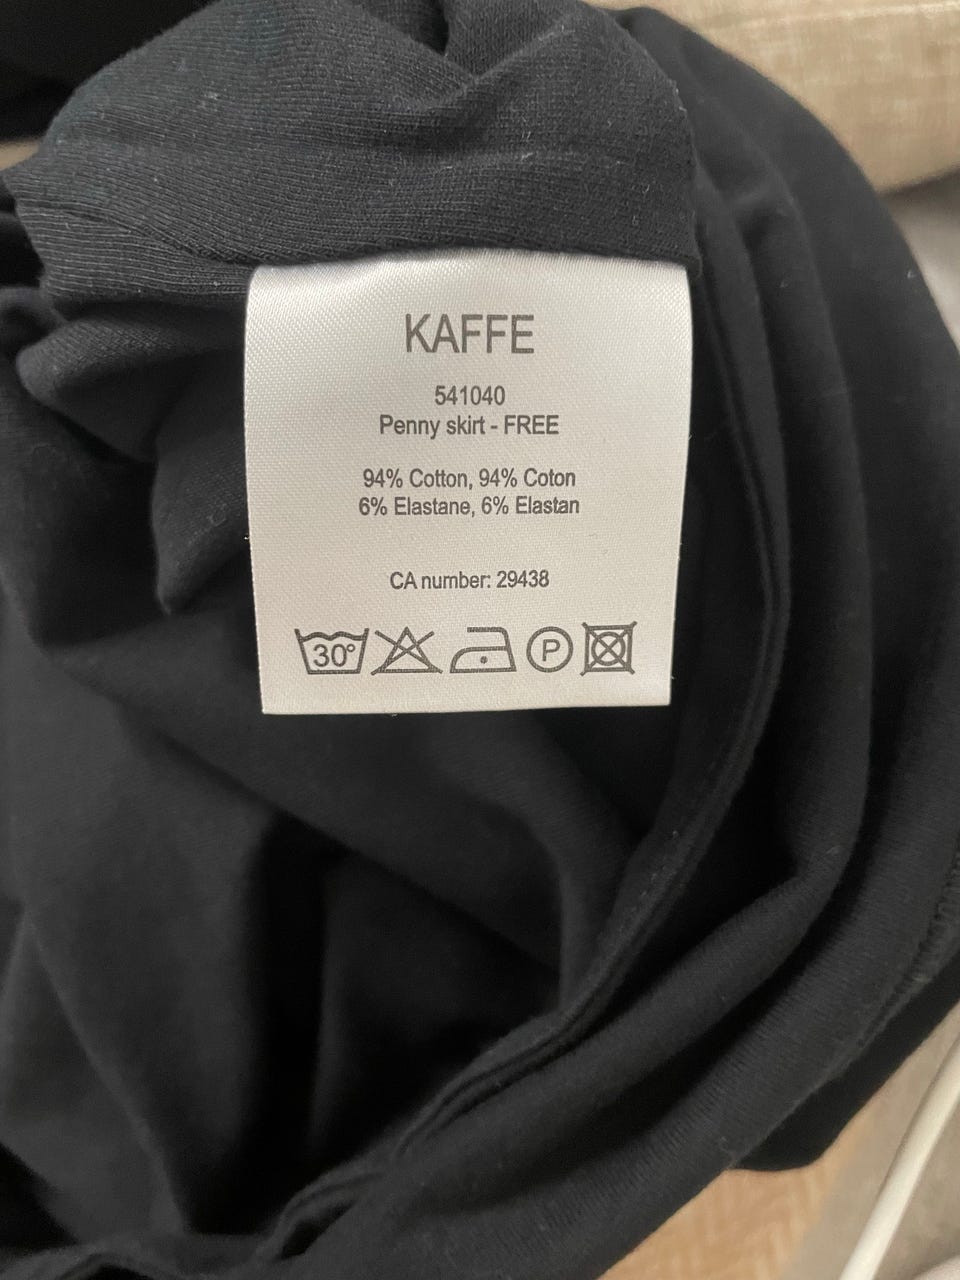 KAFFE
541040
Penny skirt - FREE
94% Cotton, 94% Coton
6% Elastane, 6% Elastan
CA number: 29438
30° P